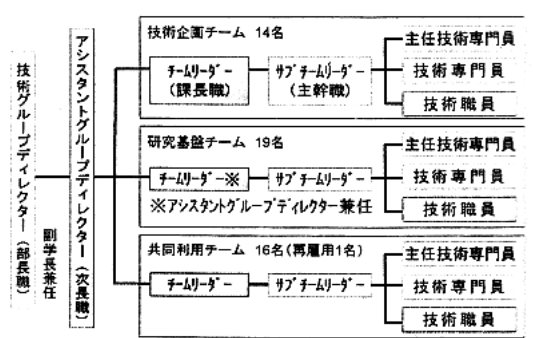 技術グループディレクター（部長職）
副学長兼任
アシスタントグループディレクター（次長職）
技術企画チーム 14名
チームリーダー
(課長職)
サブチームリーダー
(主幹職)
主任技術専門員
技術専門員
技術職員
研究基盤チーム 19名
チームリーダー※
サブチームリーダー
※アシスタントグループディレクター兼任
主任技術専門員
技術専門員
技術職員
共同利用チーム 16名(再雇用1名)
チームリーダー
サブチームリーダー
主任技術専門員
技術専門員
技術職員